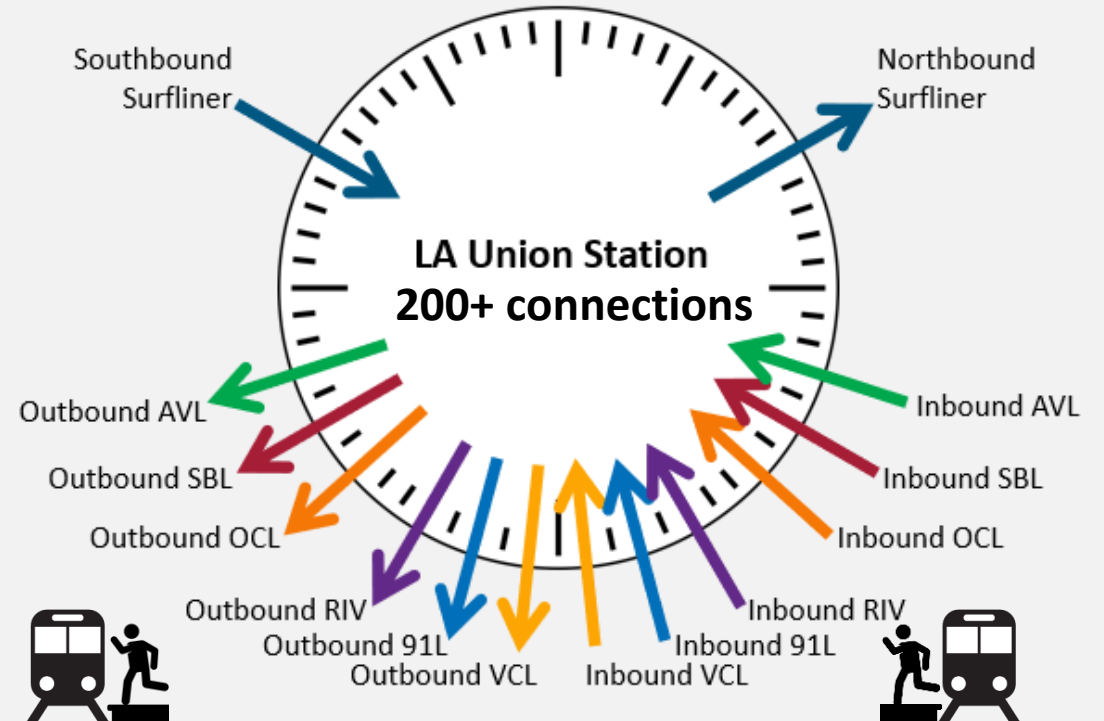 Southbound
Surfliner
Northbound
Surfliner
LA Union Station
200+ connections
Outbound AVL
Inbound AVL
Outbound SBL
Inbound SBL
Outbound OCL
Inbound OCL
Outbound RIV
Inbound RIV
Outbound 91L
Inbound 91L
Outbound VCL
Inbound VCL